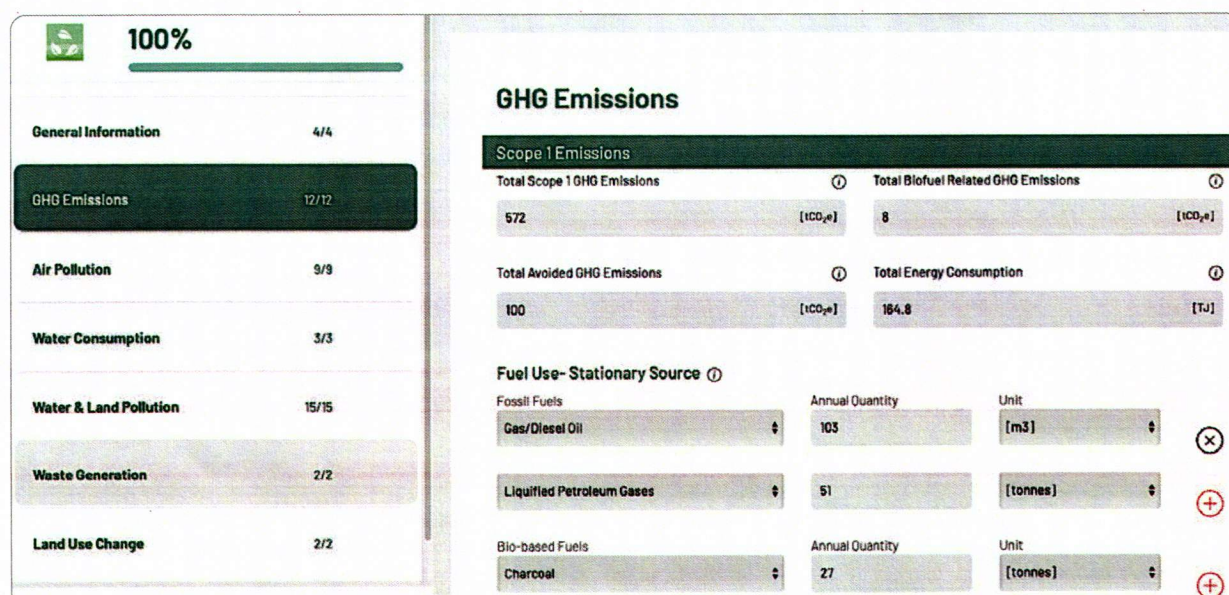 100%
General Information 4/4
GHG Emissions 12/12
Air Pollution 9/9
Water Consumption 3/3
Water & Land Pollution 15/15
Waste Generation 2/2
Land Use Change 2/2
GHG Emissions
Scope 1 Emissions
Total Scope 1 GHG Emissions Total Biofuel Related GHG Emissions
572 [tCO₂e] 8 [tCO₂e]
Total Avoided GHG Emissions Total Energy Consumption
100 [tCO₂e] 164.8 [TJ]
Fuel Use- Stationary Source
Fossil Fuels Annual Quantity Unit
Gas/Diesel Oil 103 [m3]
Liquified Petroleum Gases 51 [tonnes]
Bio-based Fuels Annual Quantity Unit
Charcoal 27 [tonnes]